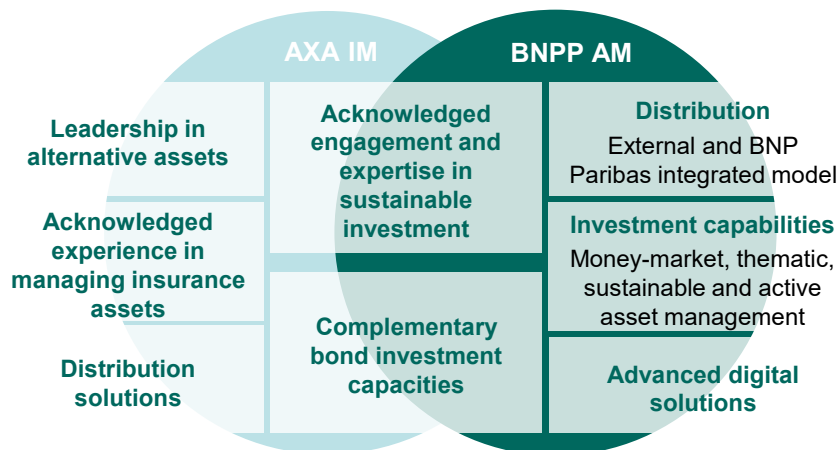 AXA IM
BNPP AM
Leadership in
alternative assets
Acknowledged
experience in
managing insurance
assets
Distribution
solutions
Acknowledged
engagement and
expertise in
sustainable
investment
Complementary
bond investment
capacities
Distribution
External and BNP
Paribas integrated model
Investment capabilities
Money-market, thematic,
sustainable and active
asset management
Advanced digital
solutions